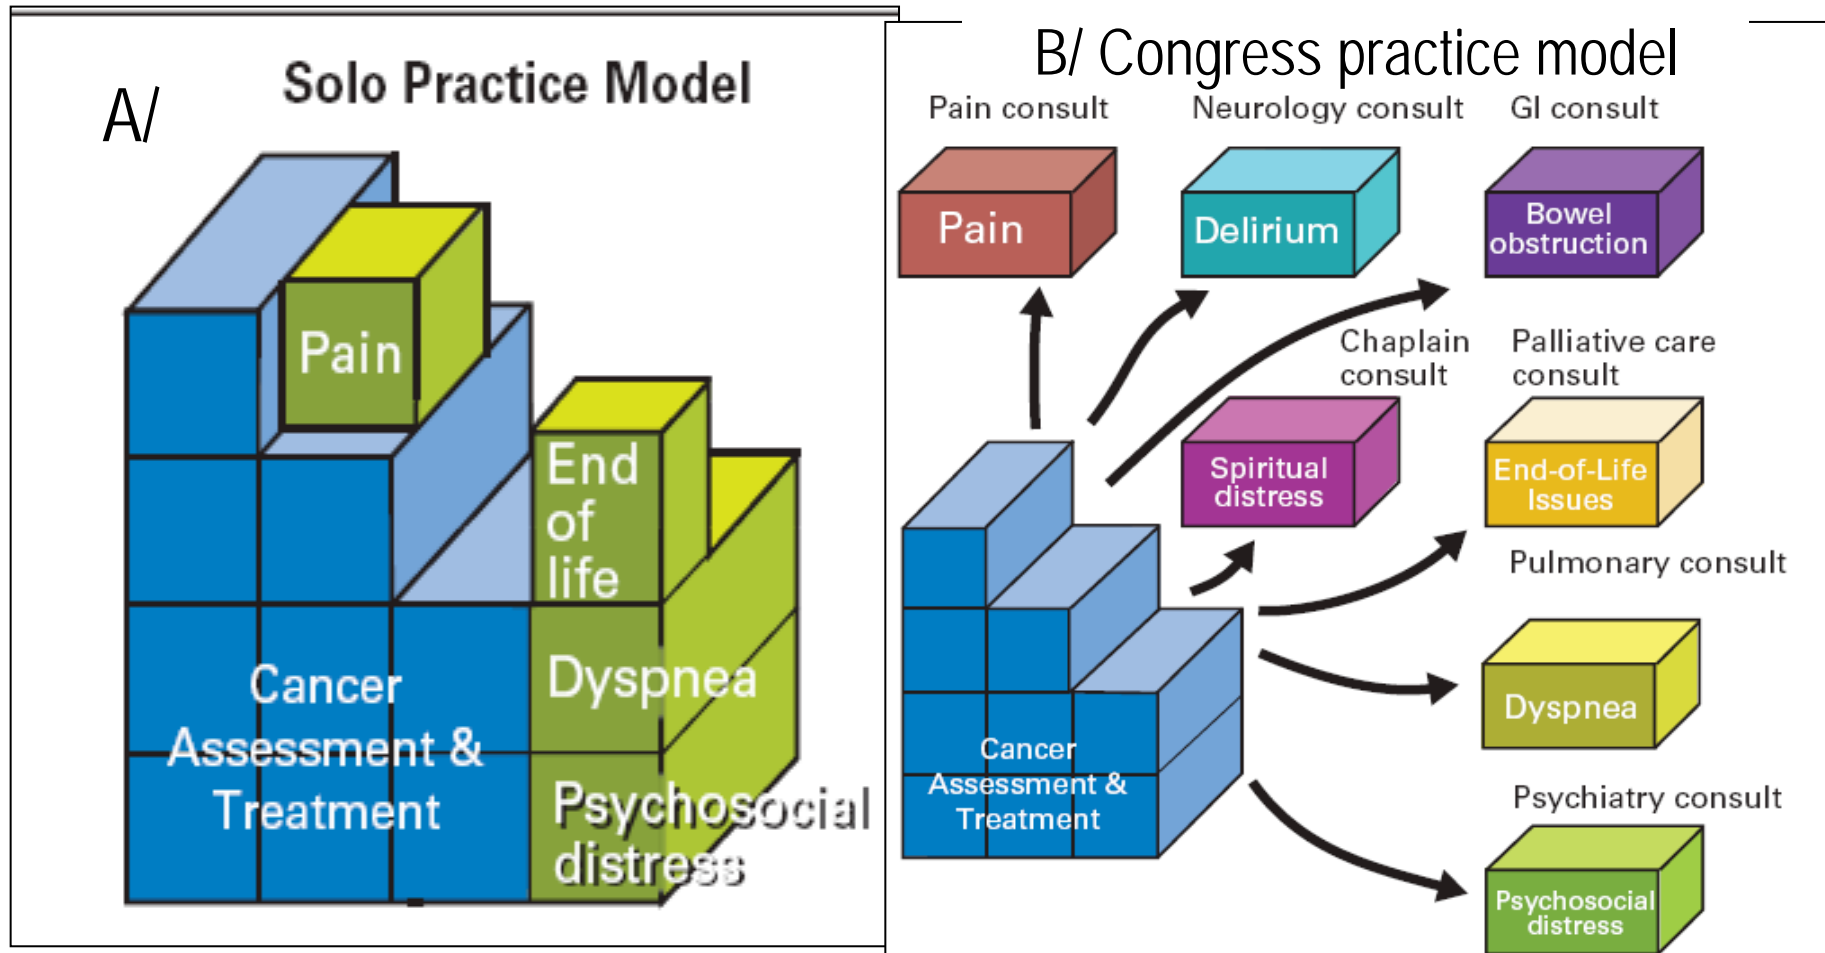 A/
Solo Practice Model
Pain
End
of
life
Dyspnea
Psychosocial
distress
Cancer
Assessment &
Treatment
B/ Congress practice model
Pain consult
Pain
Neurology consult
Delirium
GI consult
Bowel
obstruction
Chaplain
consult
Spiritual
distress
Palliative care
consult
End-of-Life
Issues
Pulmonary consult
Dyspnea
Psychiatry consult
Psychosocial
distress
Cancer
Assessment &
Treatment